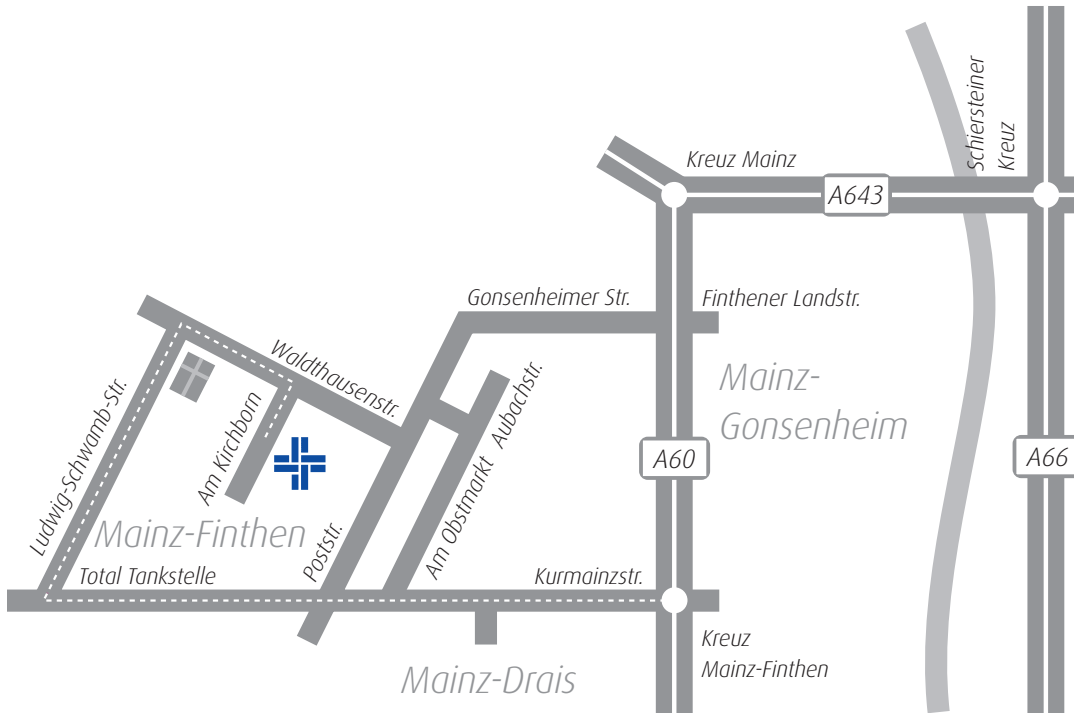 Schiersteiner
Kreuz
Kreuz Mainz
A643
Gonsenheimer Str.
Finthener Landstr.
Waldthausenstr.
Aubachstr.
Mainz-
Gonsenheim
Ludwig-Schwamb-Str.
Am Kirchborn
A60
A66
Mainz-Finthen
Poststr.
Am Obstmarkt
Total Tankstelle
Kurmainzstr.
Kreuz
Mainz-Finthen
Mainz-Drais